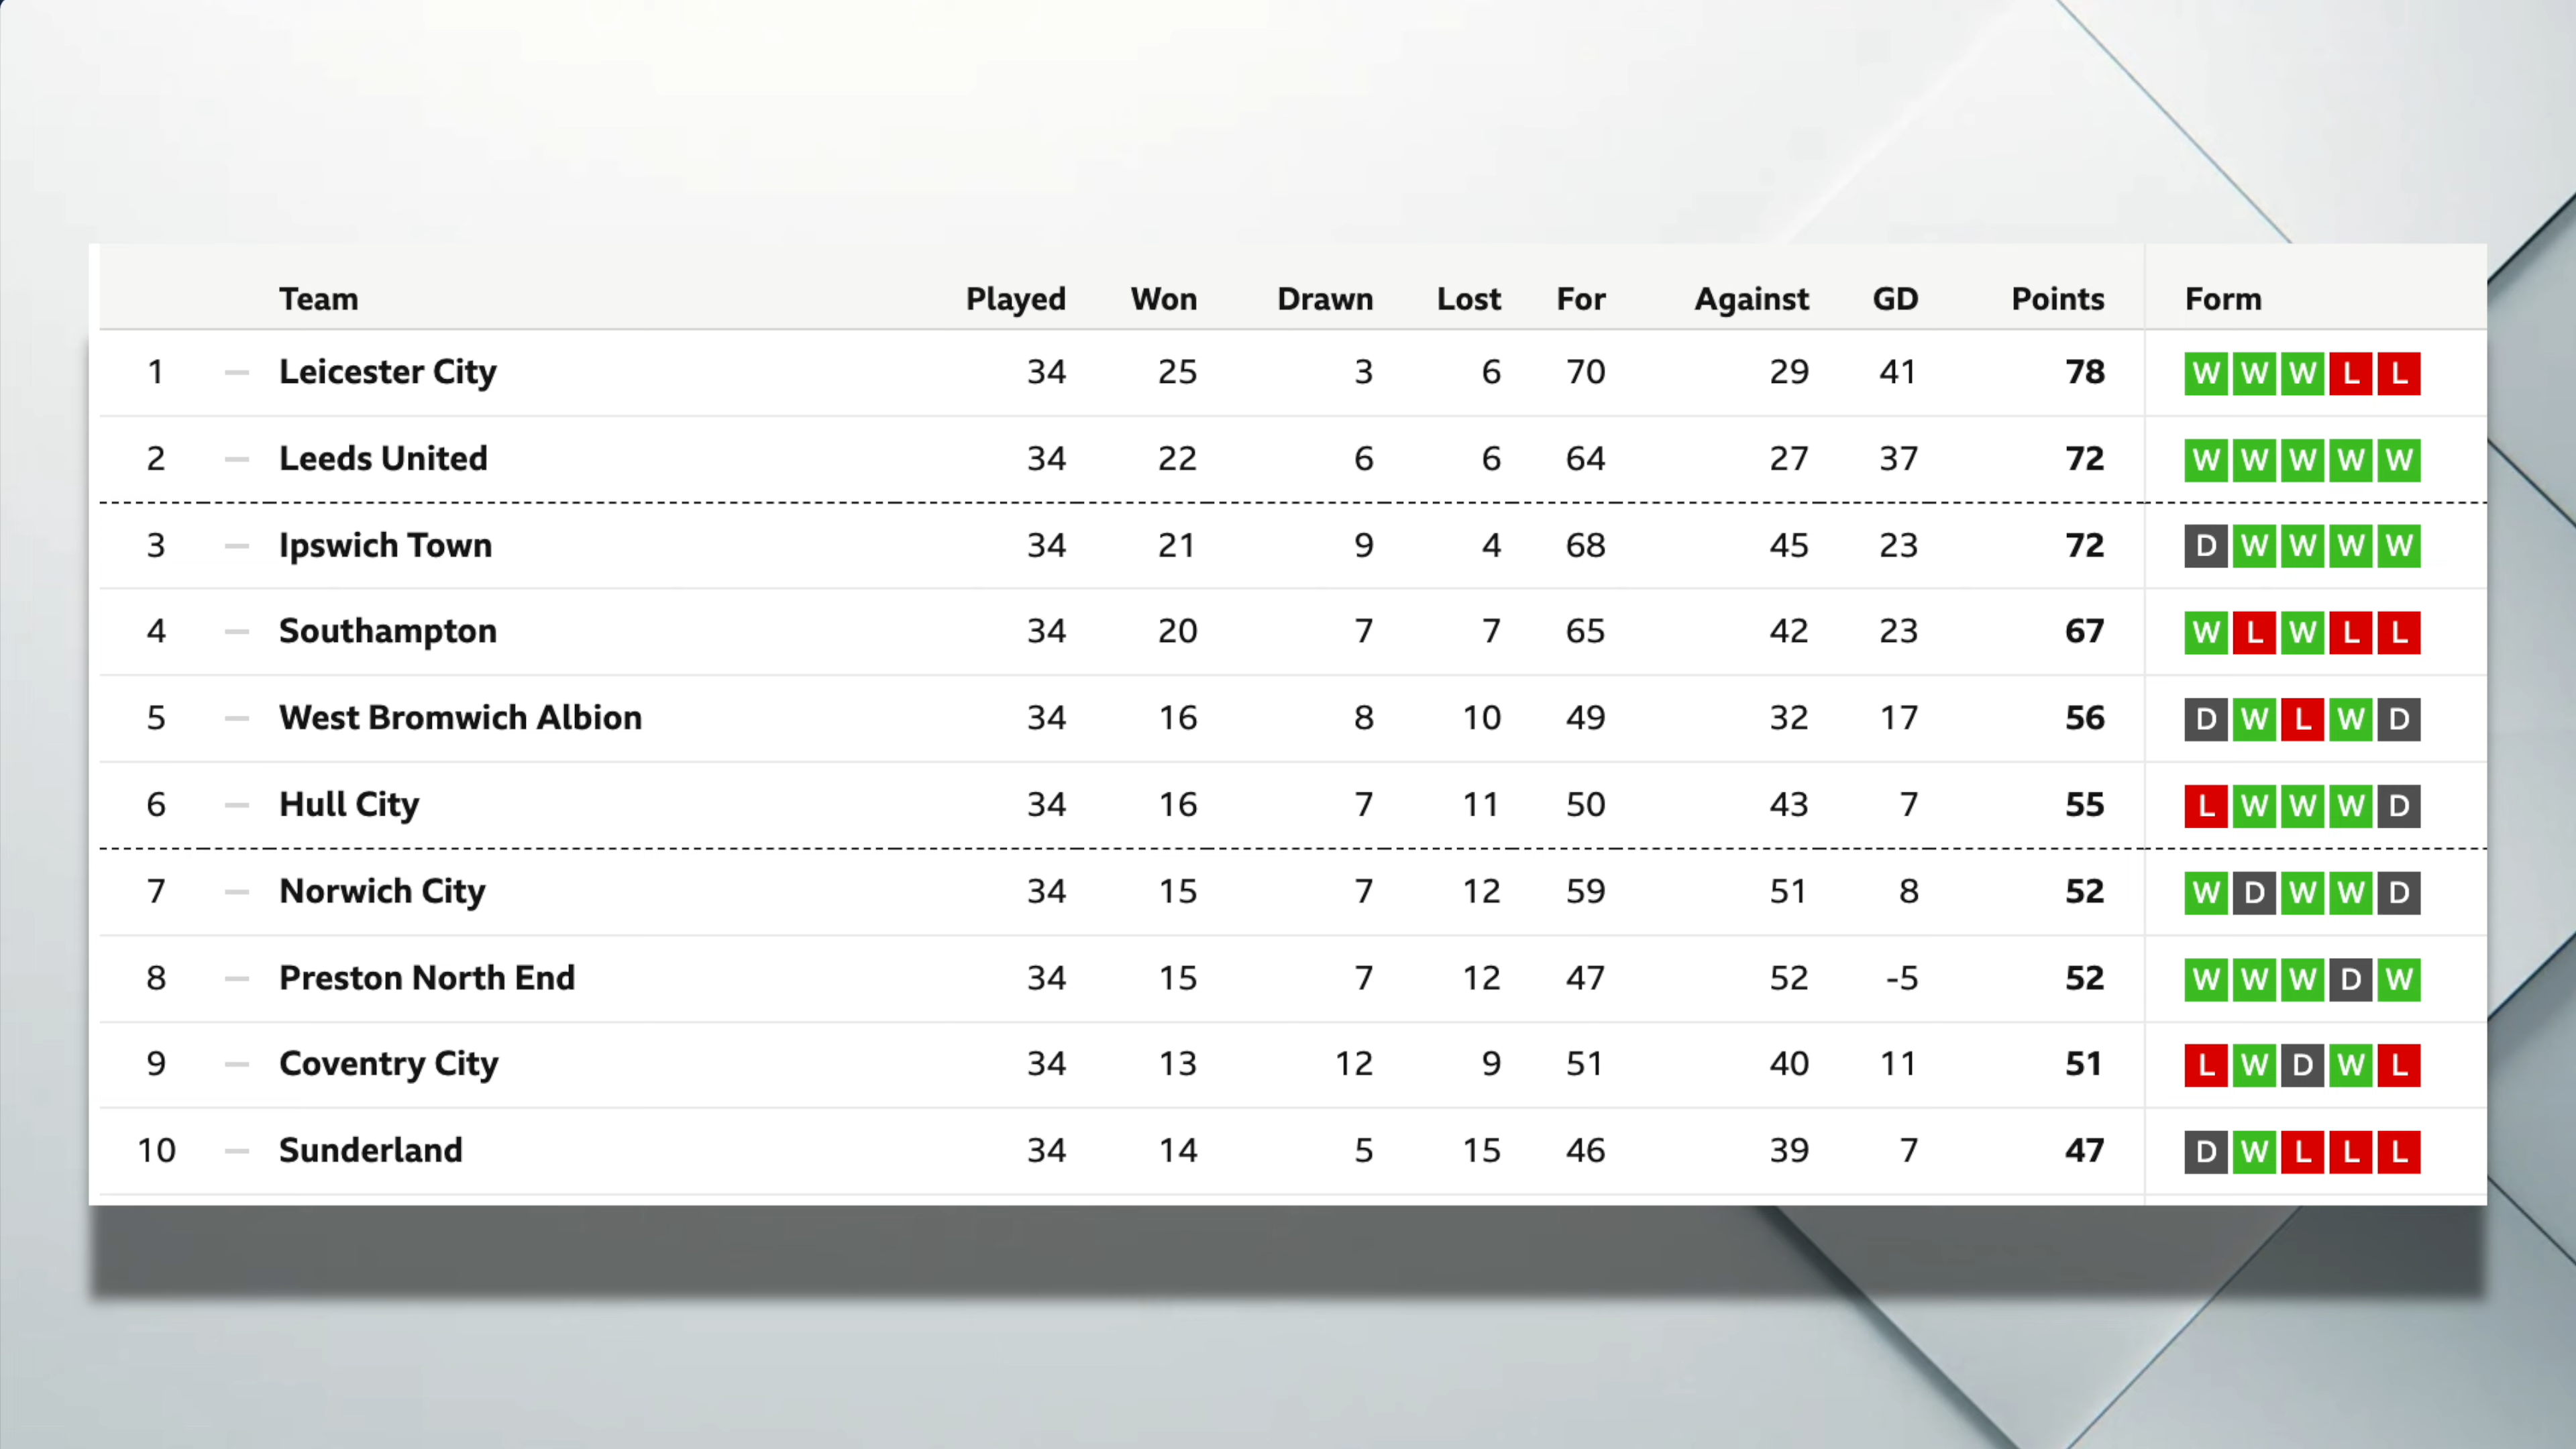 Team Played Won Drawn Lost For Against GD Points Form
1 — Leicester City 34 25 3 6 70 29 41 78 W W W L L
2 — Leeds United 34 22 6 6 64 27 37 72 W W W W W
3 — Ipswich Town 34 21 9 4 68 45 23 72 D W W W W
4 — Southampton 34 20 7 7 65 42 23 67 W L W L L
5 — West Bromwich Albion 34 16 8 10 49 32 17 56 D W L W D
6 — Hull City 34 16 7 11 50 43 7 55 L W W W D
7 — Norwich City 34 15 7 12 59 51 8 52 W D W W D
8 — Preston North End 34 15 7 12 47 52 -5 52 W W W D W
9 — Coventry City 34 13 12 9 51 40 11 51 L W D W L
10 — Sunderland 34 14 5 15 46 39 7 47 D W L L L